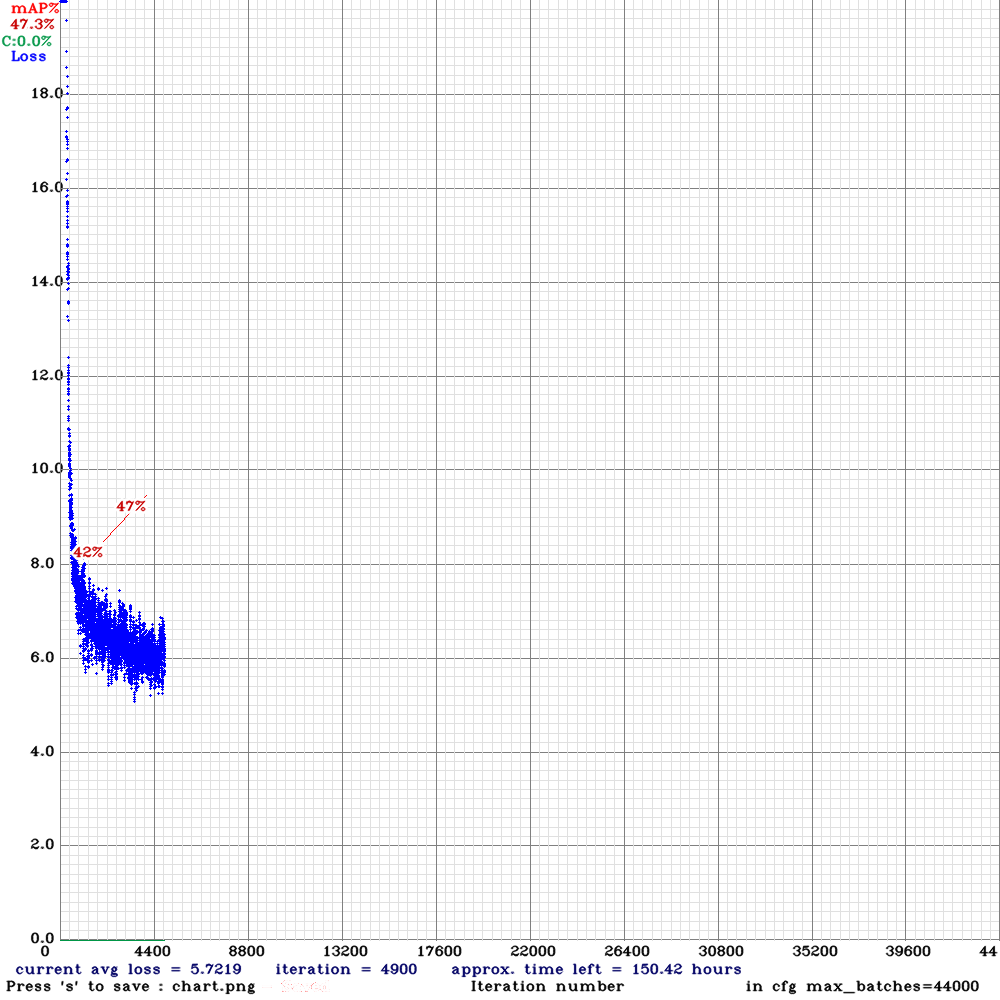 mAP%
47.3%
C:0.0%
Loss
18.0
16.0
14.0
12.0
10.0
47%
42%
8.0
6.0
4.0
2.0
0.0
0 4400 8800 13200 17600 22000 26400 30800 35200 39600 44
current avg loss = 5.7219 iteration = 4900 approx. time left = 150.42 hours
Press 's' to save : chart.png Iteration number in cfg max_batches=44000